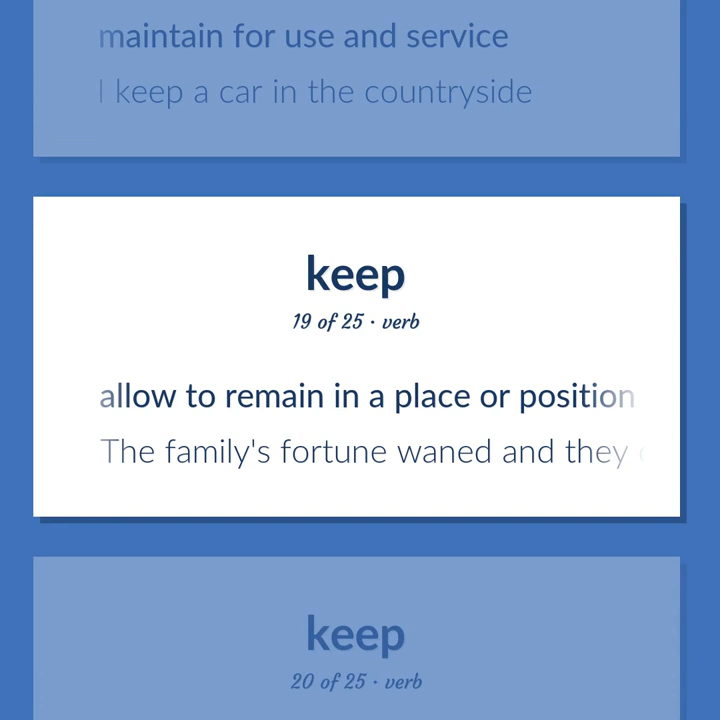 maintain for use and service
I keep a car in the countryside
keep
19 of 25 · verb
allow to remain in a place or position
The family's fortune waned and they
keep
20 of 25 · verb